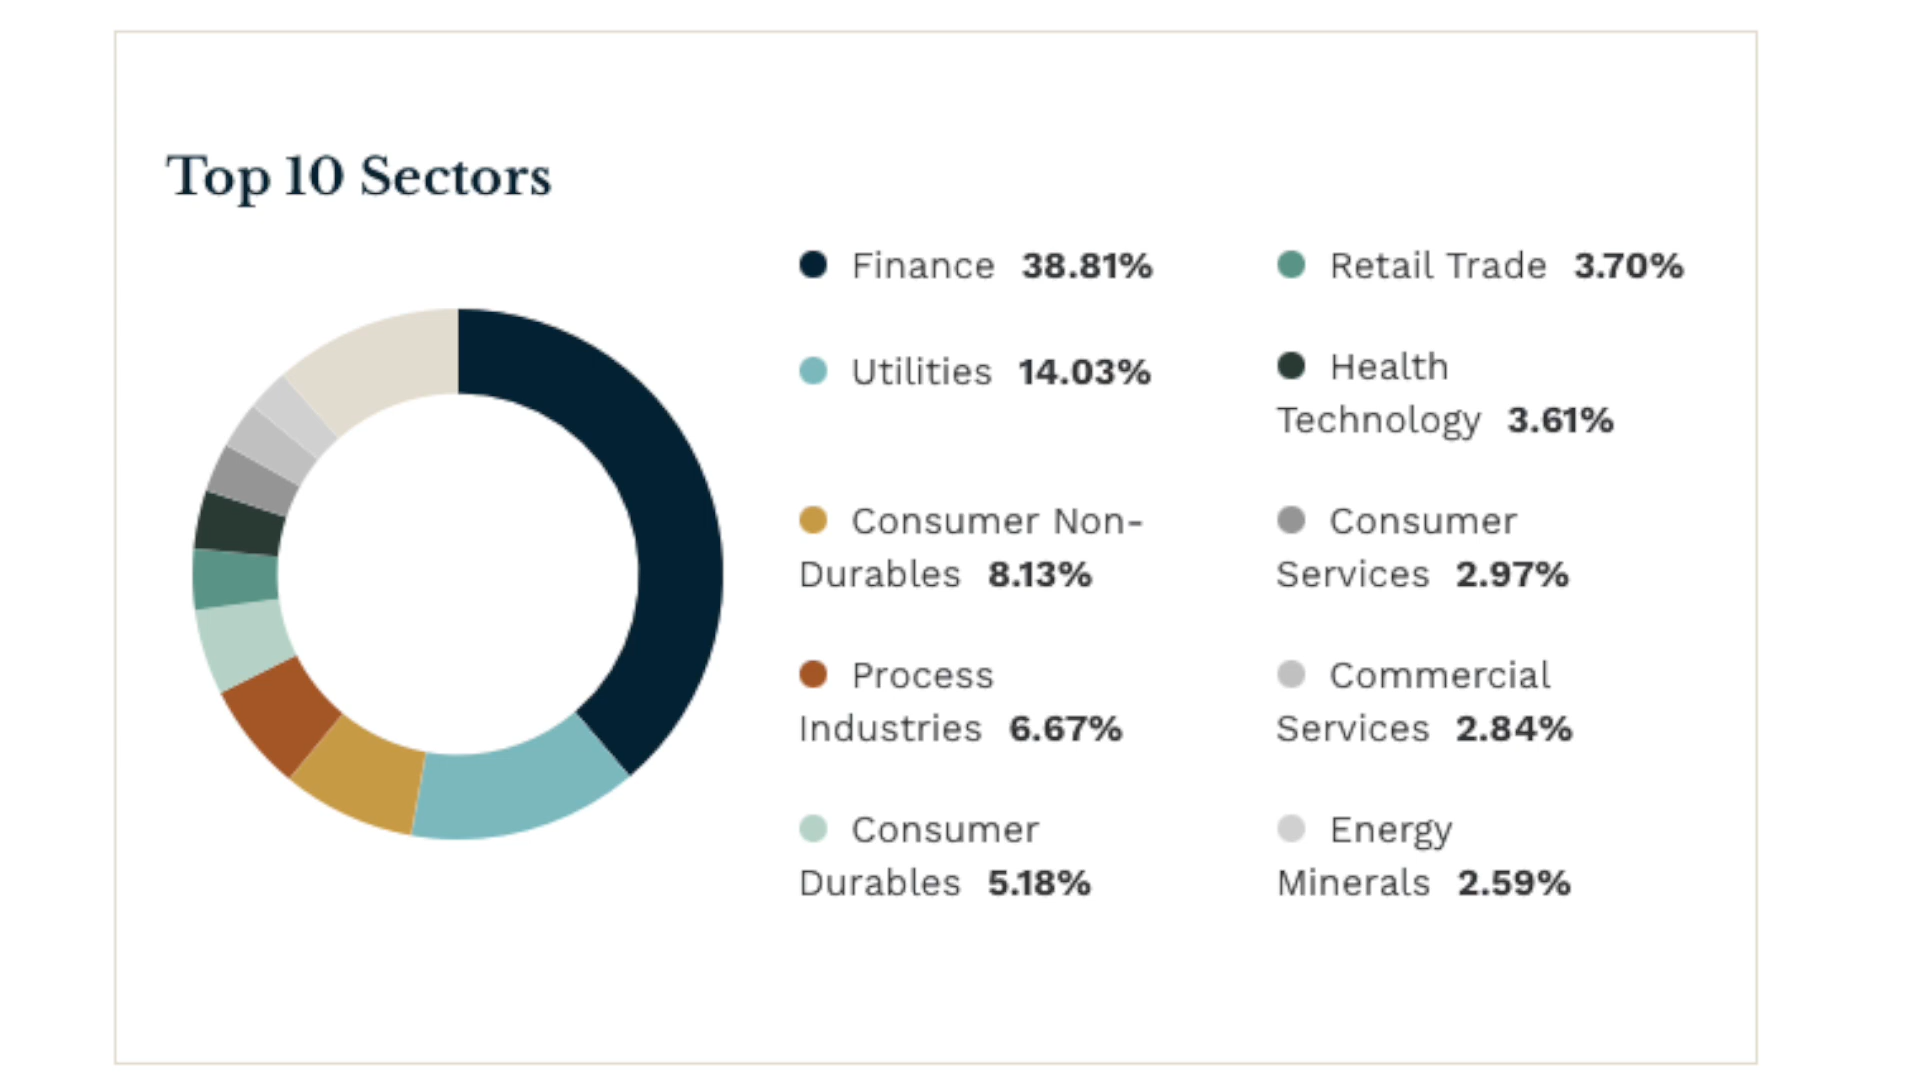 Top 10 Sectors
Finance 38.81%
Utilities 14.03%
Consumer Non-
Durables 8.13%
Process
Industries 6.67%
Consumer
Durables 5.18%
Retail Trade 3.70%
Health
Technology 3.61%
Consumer
Services 2.97%
Commercial
Services 2.84%
Energy
Minerals 2.59%